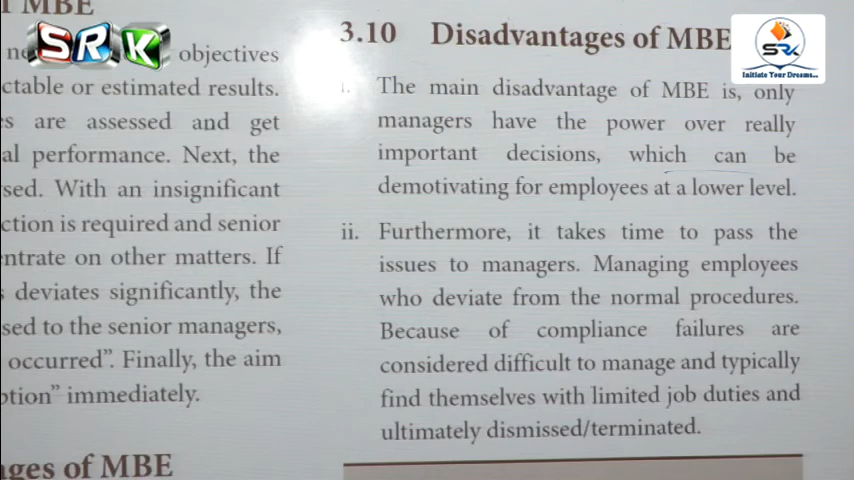 MBE
SRK
objectives
ctable or estimated results.
s are assessed and get
al performance. Next, the
sed. With an insignificant
ction is required and senior
ntrate on other matters. If
s deviates significantly, the
sed to the senior managers,
occurred”. Finally, the aim
ption” immediately.
ages of MBE
3.10 Disadvantages of MBE
SRK
Initiate Your Dreams...
i. The main disadvantage of MBE is, only
managers have the power over really
important decisions, which can be
demotivating for employees at a lower level.
ii. Furthermore, it takes time to pass the
issues to managers. Managing employees
who deviate from the normal procedures.
Because of compliance failures are
considered difficult to manage and typically
find themselves with limited job duties and
ultimately dismissed/terminated.